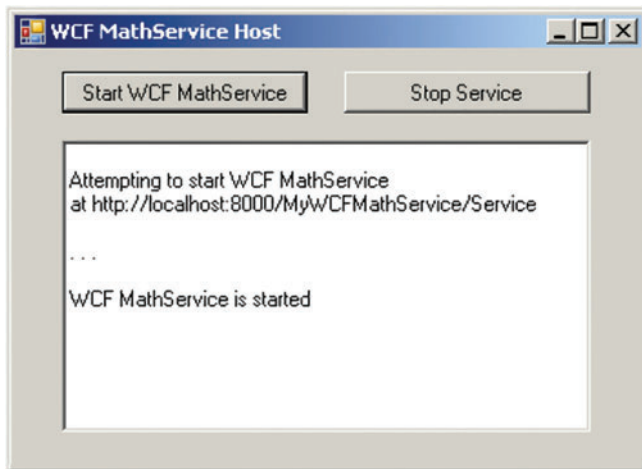 WCF MathService Host
Start WCF MathService
Stop Service
Attempting to start WCF MathService
at http://localhost:8000/MyWCFMathService/Service
. . .
WCF MathService is started